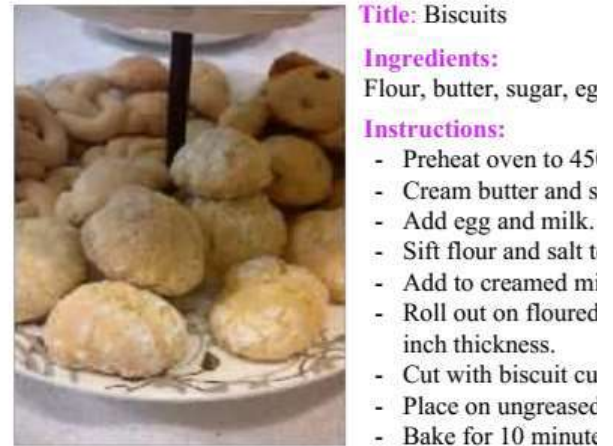 Title: Biscuits
Ingredients:
Flour, butter, sugar,
Instructions:
- Preheat oven to
- Cream butter and
- Add egg and milk.
- Sift flour and salt
- Add to creamed
- Roll out on floured
inch thickness.
- Cut with biscuit
- Place on ungreased
- Bake for 10